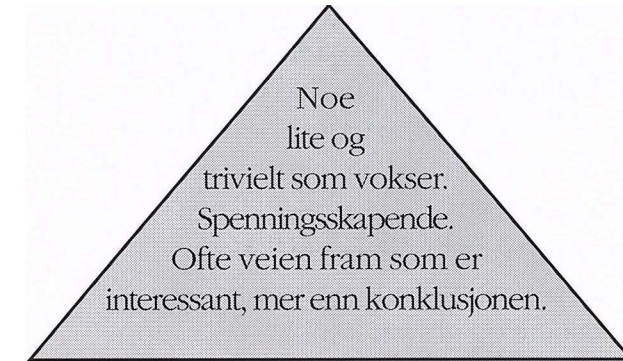 Noe
lite og
trivielt som vokser.
Spenningsskapende.
Ofte veien fram som er
interessant, mer enn konklusjonen.